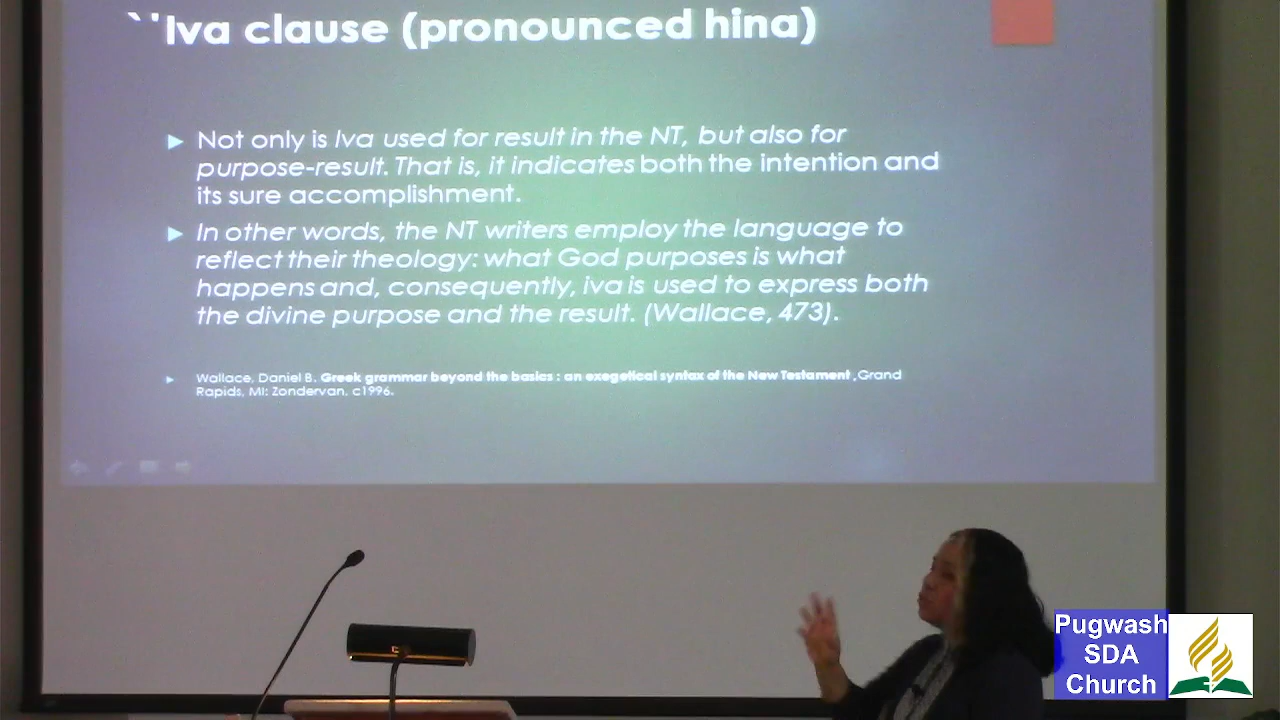 ``Iva clause (pronounced hina)
Not only is Iva used for result in the NT, but also for
purpose-result. That is, it indicates both the intention and
its sure accomplishment.
In other words, the NT writers employ the language to
reflect their theology: what God purposes is what
happens and, consequently, iva is used to express both
the divine purpose and the result. (Wallace, 473).
Wallace, Daniel B. Greek grammar beyond the basics : an exegetical syntax of the New Testament ,Grand
Rapids, MI: Zondervan, c1996.
Pugwash
SDA
Church